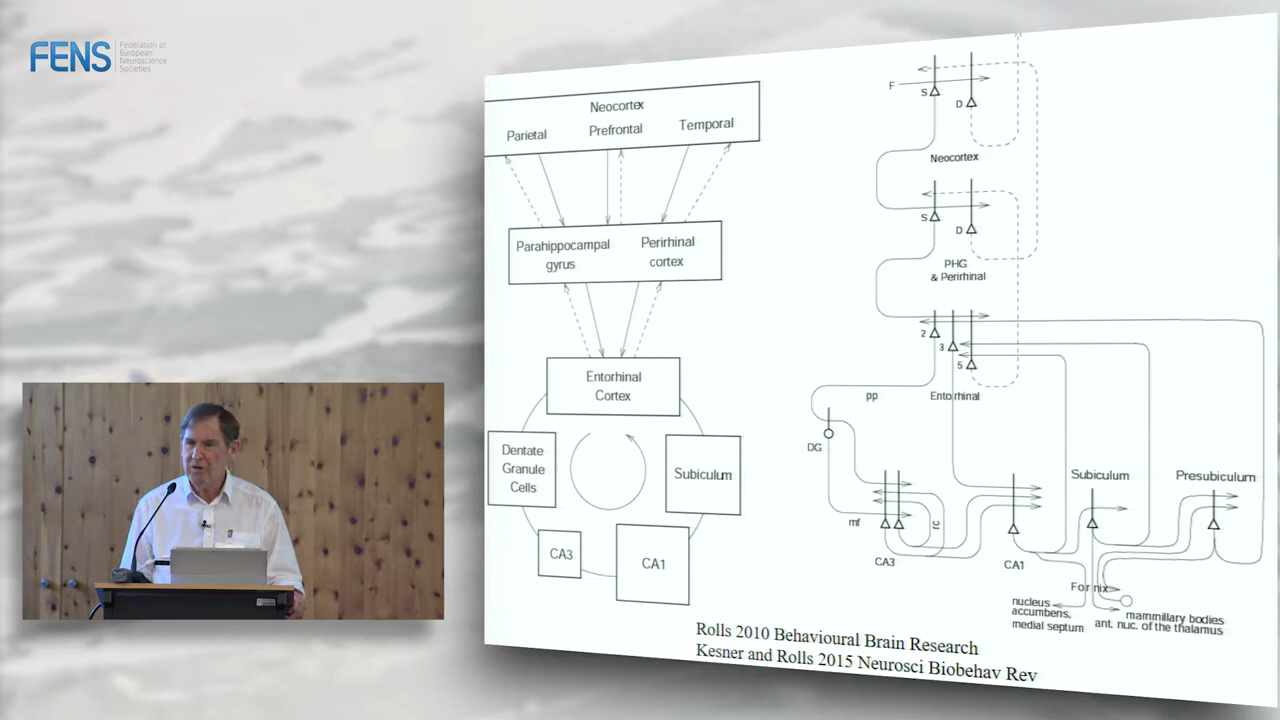 FENS
Federation of
European
Neuroscience
Societies
Neocortex
Parietal
Prefrontal
Temporal
Parahippocampal
gyrus
Perirhinal
cortex
Entorhinal
Cortex
Dentate
Granule
Cells
Subiculum
CA3
CA1
F
S
D
Neocortex
S
D
PHG
& Perirhinal
2
3
5
pp
Entorhinal
DG
Subiculum
Presubiculum
mf
rc
CA3
CA1
Fornix
nucleus
accumbens,
medial septum
mammillary bodies
ant. nuc. of the thalamus
Rolls 2010 Behavioural Brain Research
Kesner and Rolls 2015 Neurosci Biobehav Rev